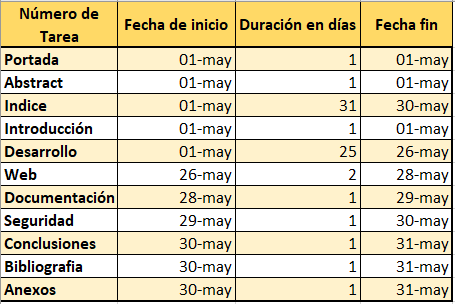 Número de Tarea | Fecha de inicio | Duración en días | Fecha fin
Portada | 01-may | 1 | 01-may
Abstract | 01-may | 1 | 01-may
Indice | 01-may | 31 | 30-may
Introducción | 01-may | 1 | 01-may
Desarrollo | 01-may | 25 | 26-may
Web | 26-may | 2 | 28-may
Documentación | 28-may | 1 | 29-may
Seguridad | 29-may | 1 | 30-may
Conclusiones | 30-may | 1 | 31-may
Bibliografia | 30-may | 1 | 31-may
Anexos | 30-may | 1 | 31-may